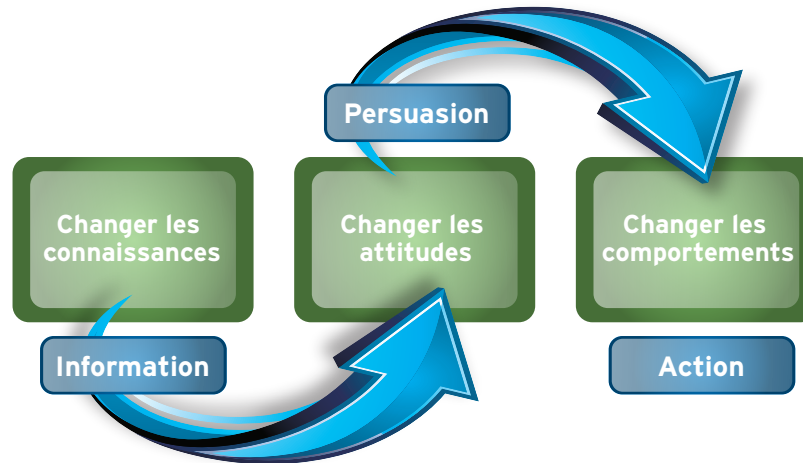 Persuasion
Changer les
connaissances
Changer les
attitudes
Changer les
comportements
Information
Action